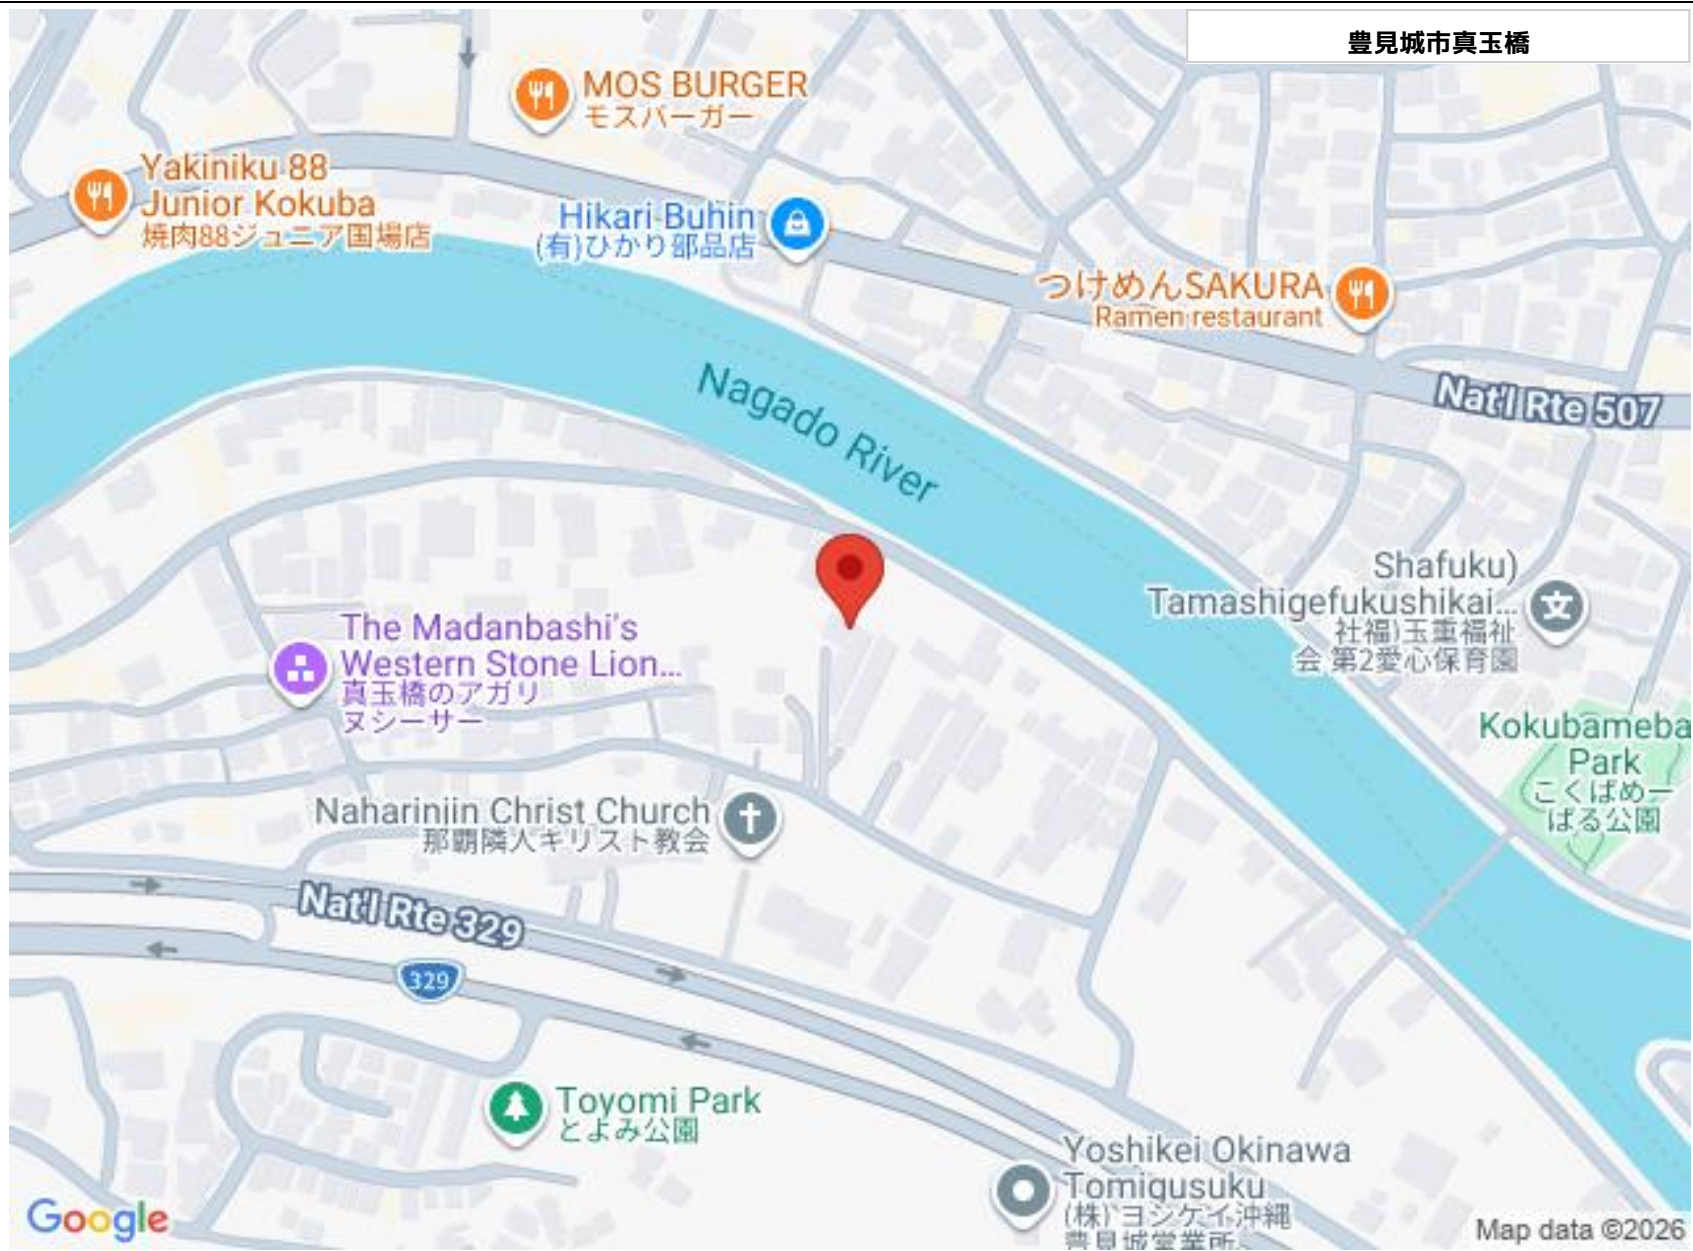 豊見城市真玉橋
MOS BURGER
モスバーガー
Yakiniku 88
Junior Kokuba
焼肉88ジュニア国場店
Hikari Buhin
(有)ひかり部品店
つけめんSAKURA
Ramen restaurant
Nat'l Rte 507
Nagado River
Shafuku)
Tamashigefukushikai...
社福)玉重福祉
会 第2愛心保育園
The Madanbashi's
Western Stone Lion...
真玉橋のアガリ
ヌシーサー
Kokubameba
Park
こくばめー
ばる公園
Naharinjin Christ Church
那覇隣人キリスト教会
Nat'l Rte 329
329
Toyomi Park
とよみ公園
Yoshikei Okinawa
Tomigusuku
(株)ヨシケイ沖縄
豊見城営業所
Google
Map data ©2026